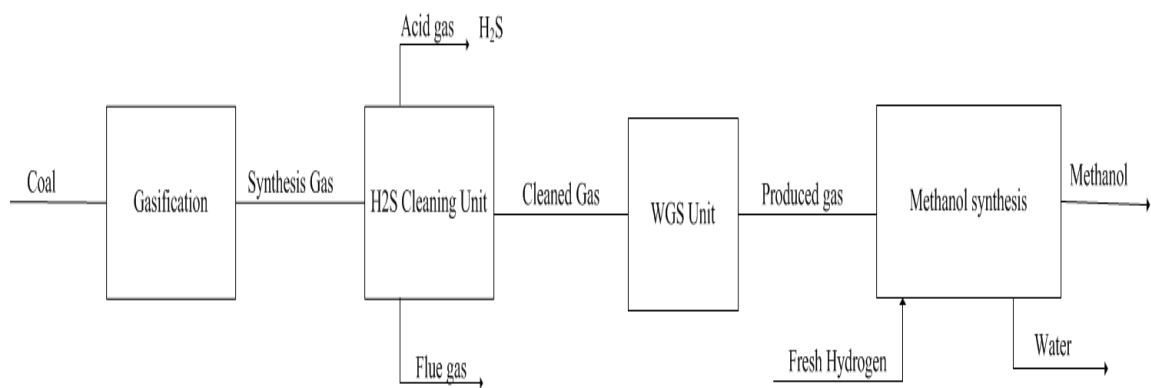 Acid gas
H₂S
Coal
Gasification
Synthesis Gas
H2S Cleaning Unit
Cleaned Gas
WGS Unit
Produced gas
Methanol synthesis
Methanol
Flue gas
Fresh Hydrogen
Water